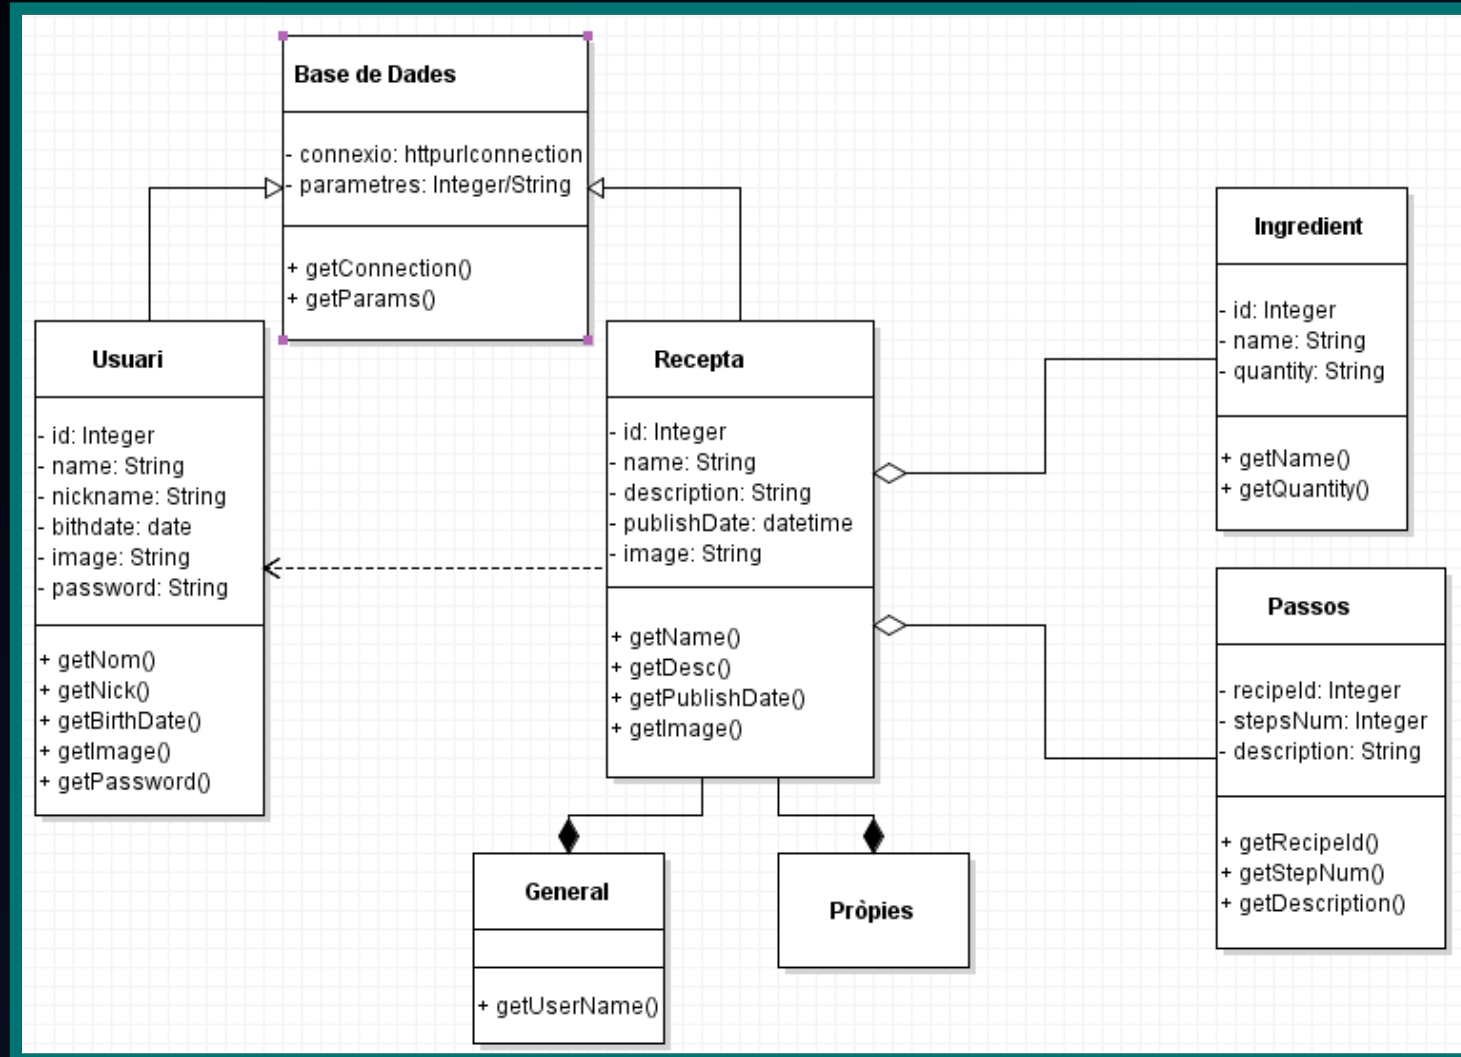 Base de Dades
- connexio: httpurlconnection
- parametres: Integer/String
+ getConnection()
+ getParams()
Usuari
- id: Integer
- name: String
- nickname: String
- bithdate: date
- image: String
- password: String
+ getNom()
+ getNick()
+ getBirthDate()
+ getImage()
+ getPassword()
Recepta
- id: Integer
- name: String
- description: String
- publishDate: datetime
- image: String
+ getName()
+ getDesc()
+ getPublishDate()
+ getImage()
Ingredient
- id: Integer
- name: String
- quantity: String
+ getName()
+ getQuantity()
Passos
- recipeId: Integer
- stepsNum: Integer
- description: String
+ getRecipeId()
+ getStepNum()
+ getDescription()
General
+ getUserName()
Pròpies